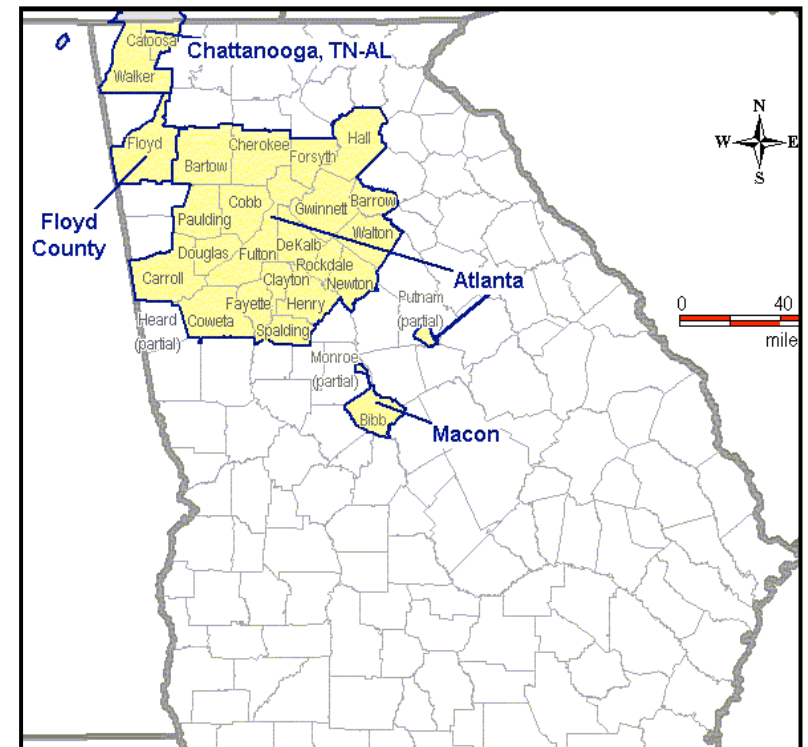 Catoosa
Chattanooga, TN-AL
Walker
N
W
E
S
Hall
Floyd
Cherokee
Forsyth
Bartow
Cobb
Gwinnett
Barrow
Floyd
County
Paulding
Walton
DeKalb
Douglas
Fulton
Rockdale
Carroll
Clayton
Newton
Atlanta
Putnam
(partial)
Fayette
Henry
0
40
mile
Heard
(partial)
Coweta
Spalding
Monroe
(partial)
Bibb
Macon